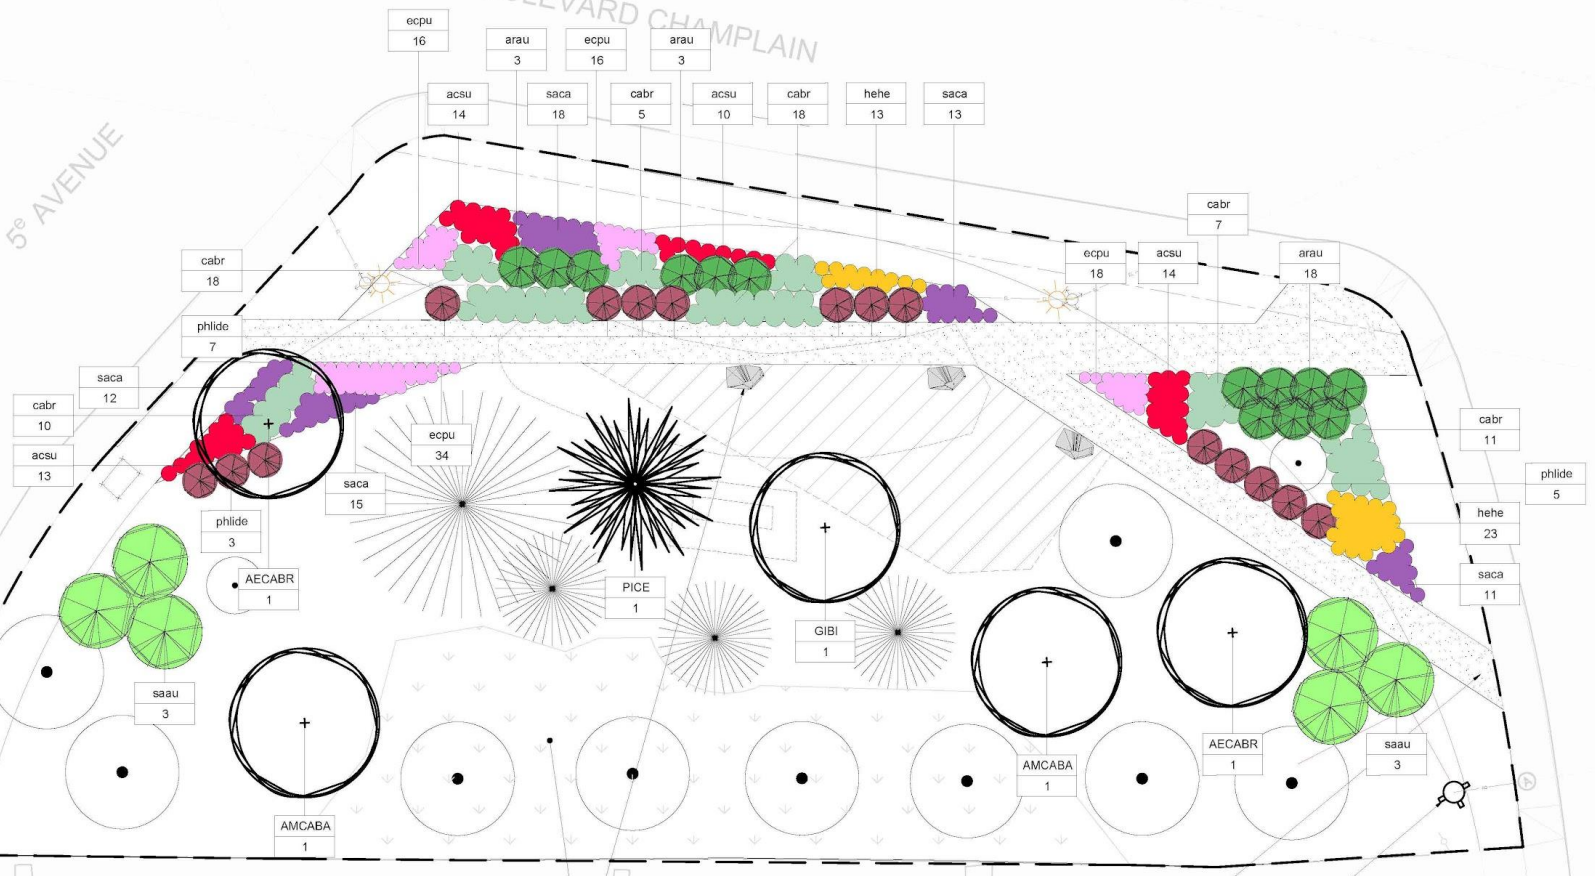 BOULEVARD CHAMPLAIN
5e AVENUE
ecpu
16
arau
3
ecpu
16
arau
3
acsu
14
saca
18
cabr
5
acsu
10
cabr
18
hehe
13
saca
13
cabr
7
cabr
18
ecpu
18
acsu
14
arau
18
phlide
7
saca
12
cabr
10
acsu
13
ecpu
34
saca
15
phlide
3
cabr
11
phlide
5
hehe
23
saca
11
AECABR
1
PICE
1
GIBI
1
saau
3
AMCABA
1
AMCABA
1
AECABR
1
saau
3
A